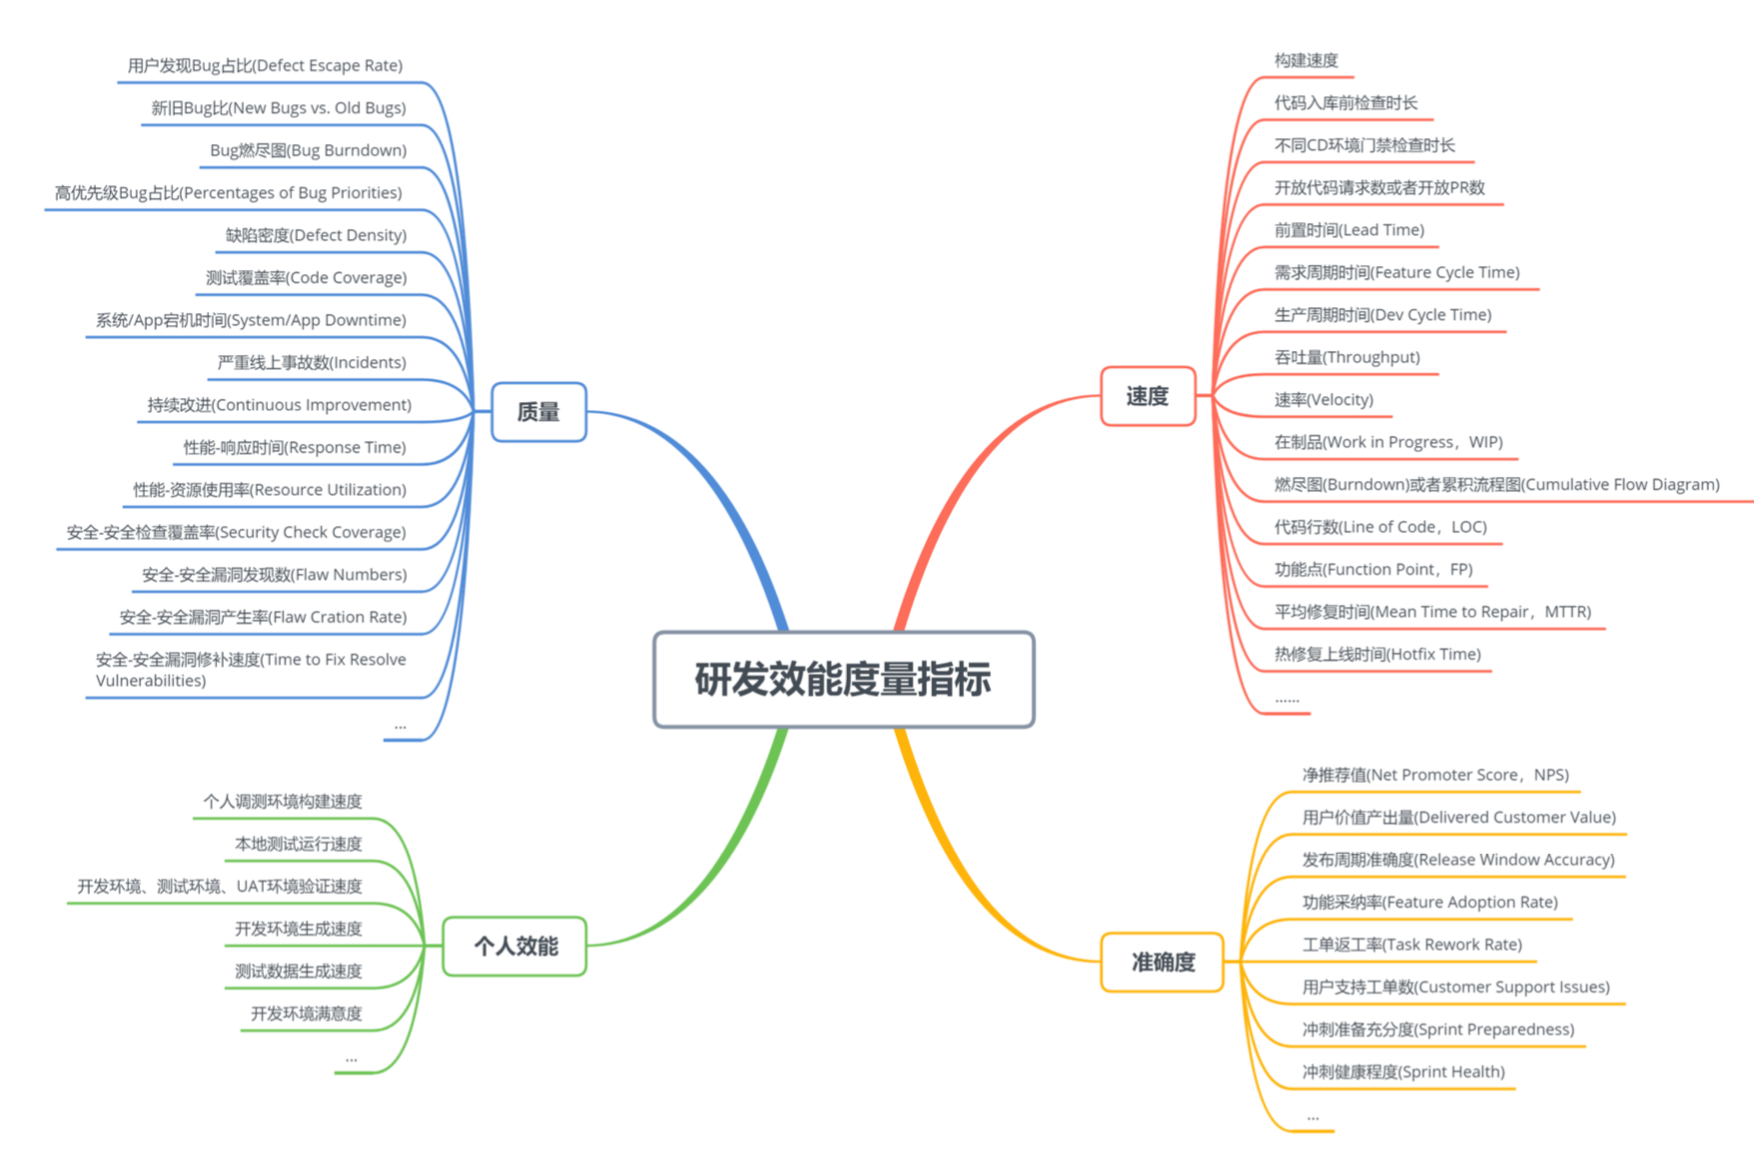 研发效能度量指标
质量
用户发现Bug占比(Defect Escape Rate)
新旧Bug比(New Bugs vs. Old Bugs)
Bug燃尽图(Bug Burndown)
高优先级Bug占比(Percentages of Bug Priorities)
缺陷密度(Defect Density)
测试覆盖率(Code Coverage)
系统/App宕机时间(System/App Downtime)
严重线上事故数(Incidents)
持续改进(Continuous Improvement)
性能-响应时间(Response Time)
性能-资源使用率(Resource Utilization)
安全-安全检查覆盖率(Security Check Coverage)
安全-安全漏洞发现数(Flaw Numbers)
安全-安全漏洞产生率(Flaw Cration Rate)
安全-安全漏洞修补速度(Time to Fix Resolve
Vulnerabilities)
...
速度
构建速度
代码入库前检查时长
不同CD环境门禁检查时长
开放代码请求数或者开放PR数
前置时间(Lead Time)
需求周期时间(Feature Cycle Time)
生产周期时间(Dev Cycle Time)
吞吐量(Throughput)
速率(Velocity)
在制品(Work in Progress，WIP)
燃尽图(Burndown)或者累积流程图(Cumulative Flow Diagram)
代码行数(Line of Code，LOC)
功能点(Function Point，FP)
平均修复时间(Mean Time to Repair，MTTR)
热修复上线时间(Hotfix Time)
......
个人效能
个人调测环境构建速度
本地测试运行速度
开发环境、测试环境、UAT环境验证速度
开发环境生成速度
测试数据生成速度
开发环境满意度
...
准确度
净推荐值(Net Promoter Score，NPS)
用户价值产出量(Delivered Customer Value)
发布周期准确度(Release Window Accuracy)
功能采纳率(Feature Adoption Rate)
工单返工率(Task Rework Rate)
用户支持工单数(Customer Support Issues)
冲刺准备充分度(Sprint Preparedness)
冲刺健康程度(Sprint Health)
...